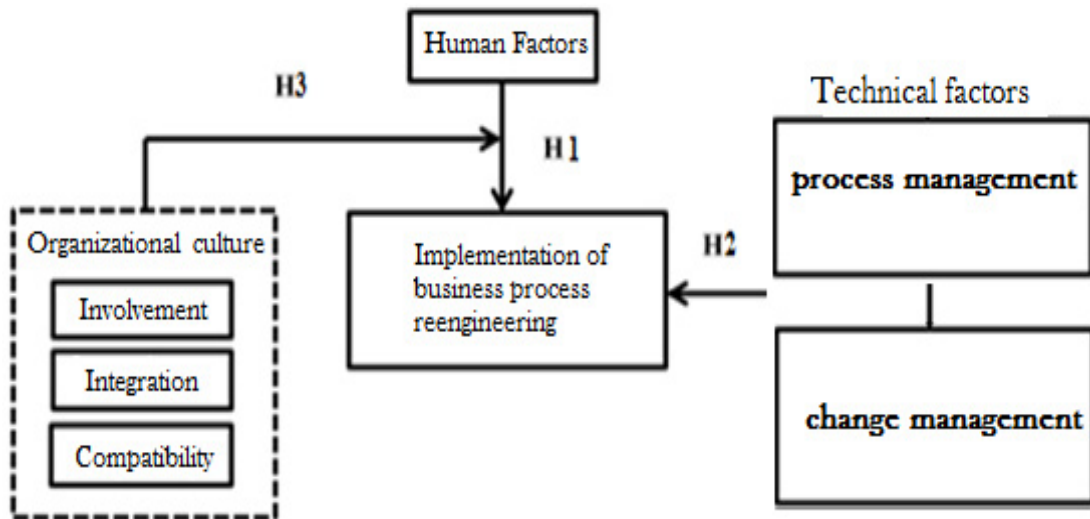 Human Factors
H3
Technical factors
H1
process management
Organizational culture
Implementation of
business process
reengineering
H2
Involvement
Integration
Compatibility
change management